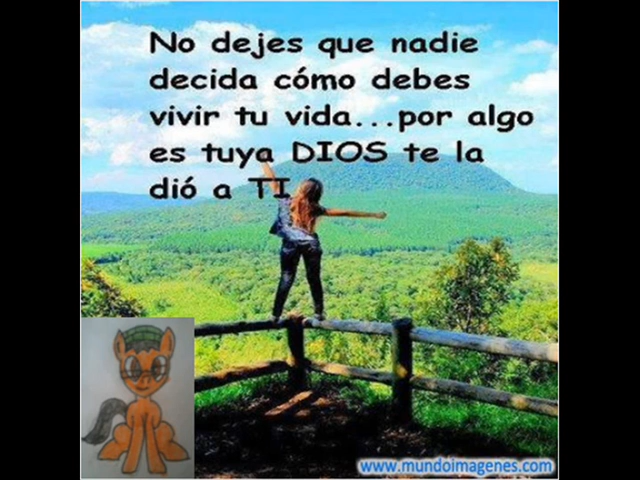 No dejes que nadie
decida cómo debes
vivir tu vida...por algo
es tuya DIOS te la
dió a TI
www.mundoimagenes.com